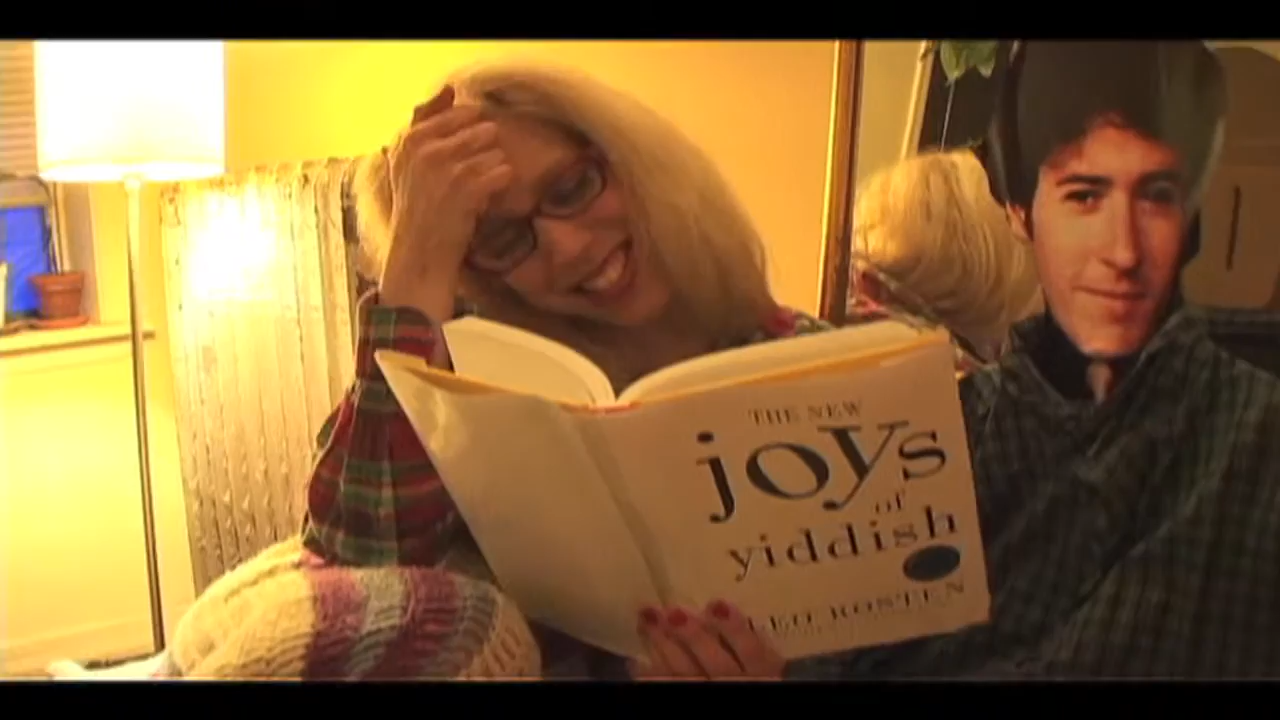 THE NEW
joys
of
yiddish
LEO ROSTEN